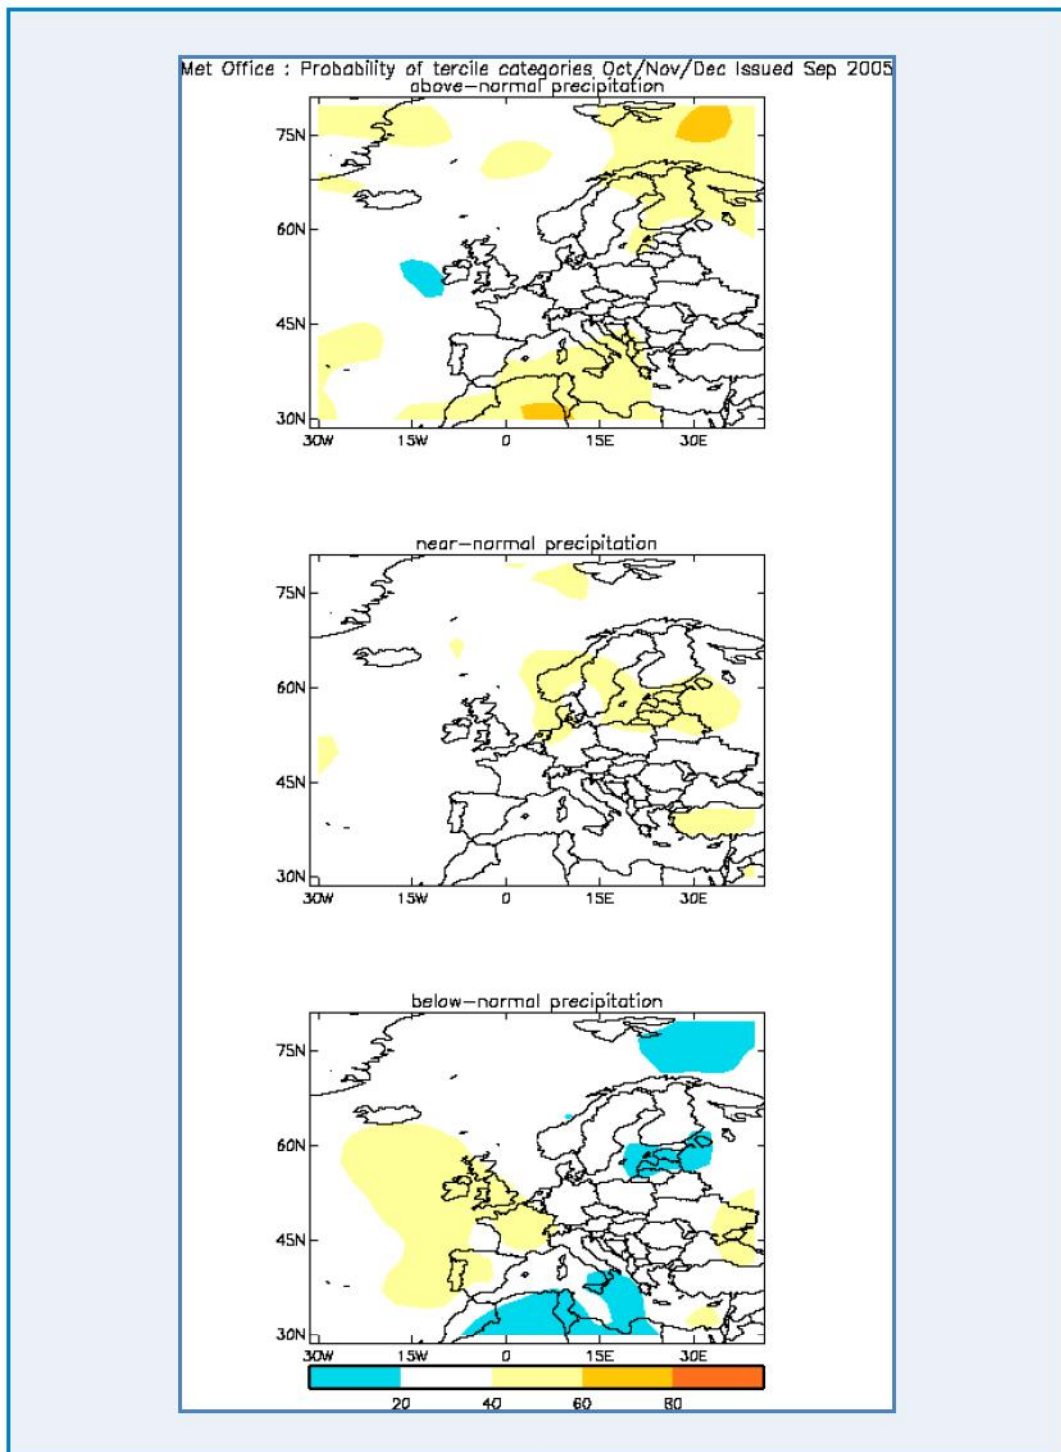 Met Office : Probability of tercile categories Oct/Nov/Dec Issued Sep 2005
above-normal precipitation
75N
60N
45N
30N
30W 15W 0 15E 30E
near-normal precipitation
75N
60N
45N
30N
30W 15W 0 15E 30E
below-normal precipitation
75N
60N
45N
30N
30W 15W 0 15E 30E
20 40 60 80